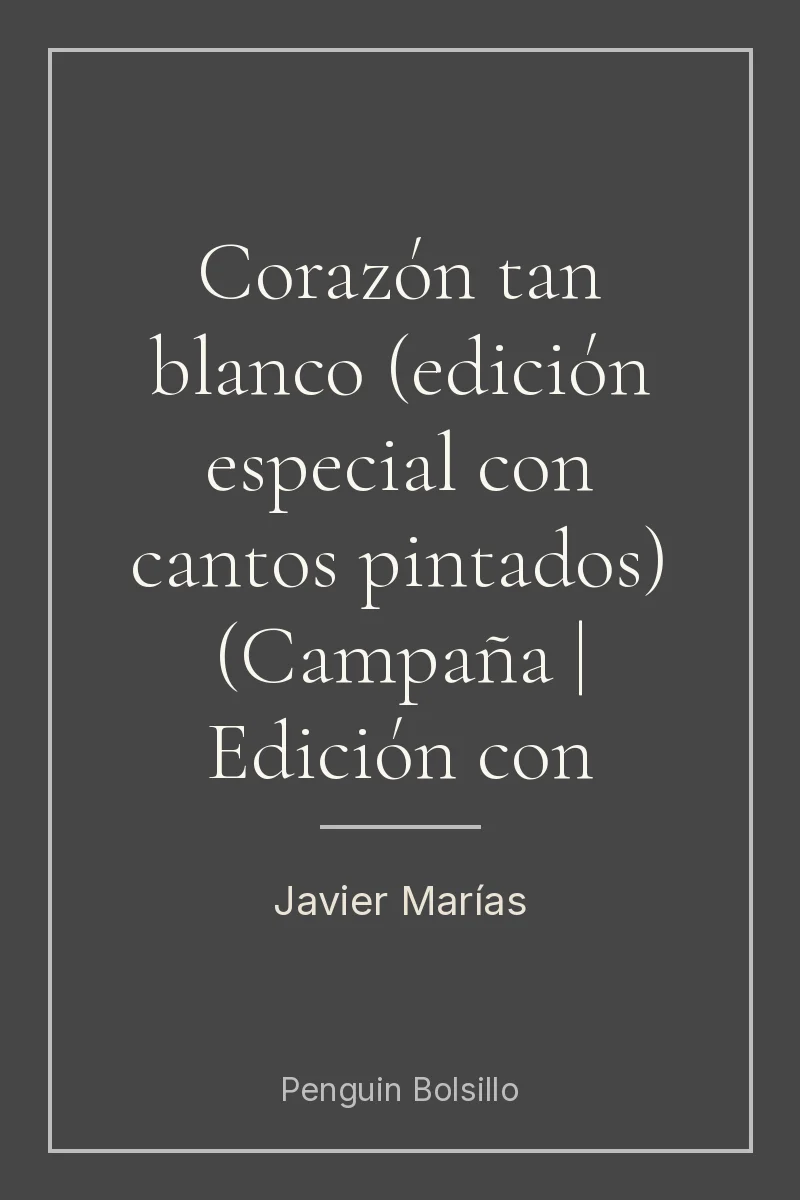 Corazón tan
blanco (edición
especial con
cantos pintados)
(Campaña |
Edición con
Javier Marías
Penguin Bolsillo